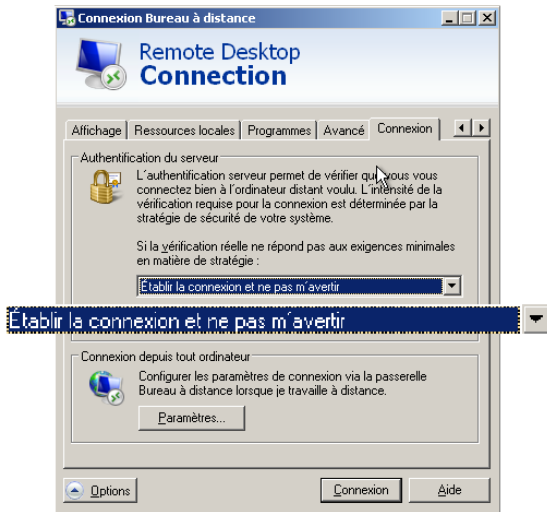 Connexion Bureau à distance
Remote Desktop
Connection
Affichage Ressources locales Programmes Avancé Connexion
Authentification du serveur
L´authentification serveur permet de vérifier que vous vous
connectez bien à l´ordinateur distant voulu. L´intensité de la
vérification requise pour la connexion est déterminée par la
stratégie de sécurité de votre système.
Si la vérification réelle ne répond pas aux exigences minimales
en matière de stratégie :
Établir la connexion et ne pas m´avertir
Établir la connexion et ne pas m´avertir
Connexion depuis tout ordinateur
Configurer les paramètres de connexion via la passerelle
Bureau à distance lorsque je travaille à distance.
Paramètres...
Options Connexion Aide